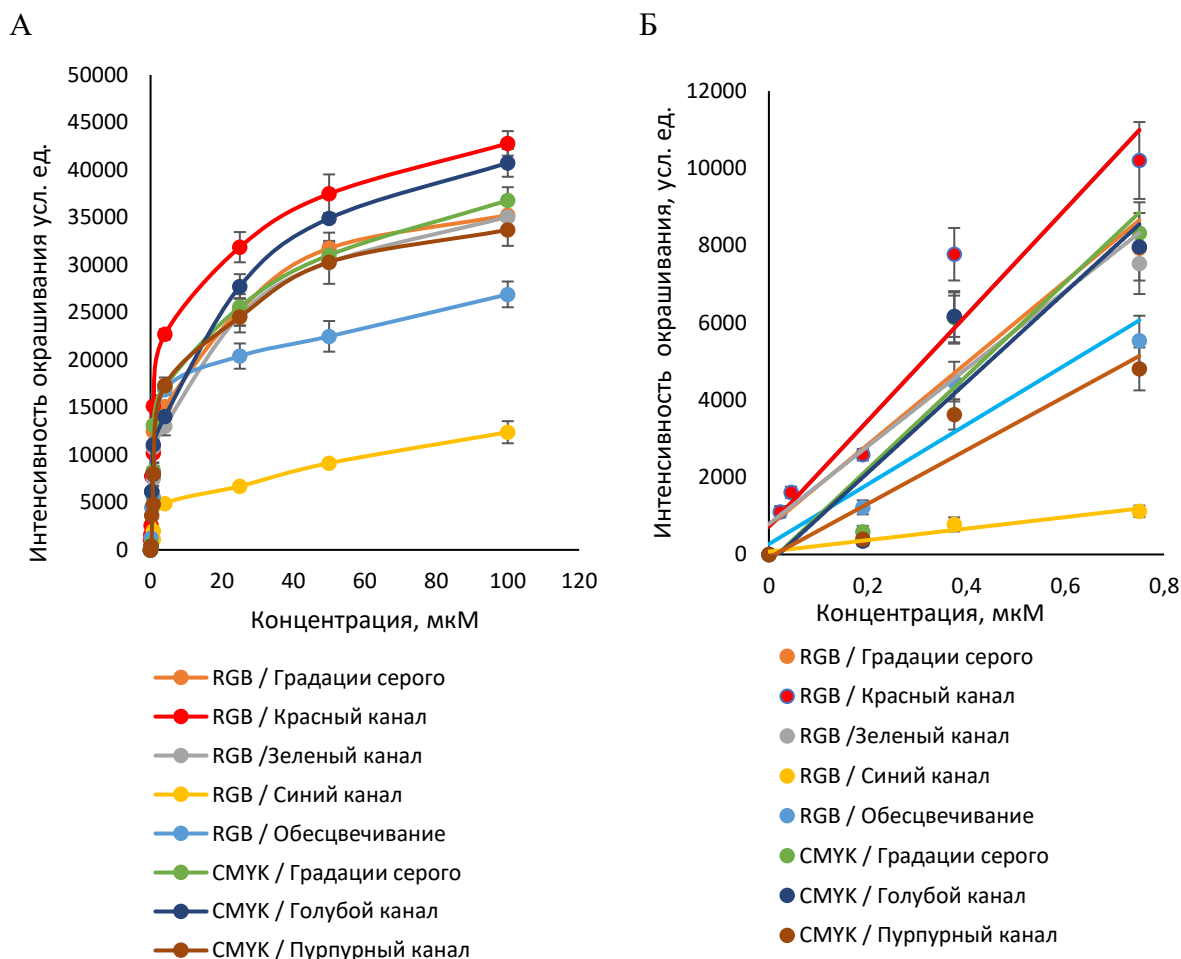 А
Интенсивность окрашивания усл. ед.
50000
45000
40000
35000
30000
25000
20000
15000
10000
5000
0
0 20 40 60 80 100 120
Концентрация, мкМ
RGB / Градации серого
RGB / Красный канал
RGB /Зеленый канал
RGB / Синий канал
RGB / Обесцвечивание
CMYK / Градации серого
CMYK / Голубой канал
CMYK / Пурпурный канал
Б
Интенсивность окрашивания, усл. ед.
12000
10000
8000
6000
4000
2000
0
0 0,2 0,4 0,6 0,8
Концентрация, мкМ
RGB / Градации серого
RGB / Красный канал
RGB /Зеленый канал
RGB / Синий канал
RGB / Обесцвечивание
CMYK / Градации серого
CMYK / Голубой канал
CMYK / Пурпурный канал